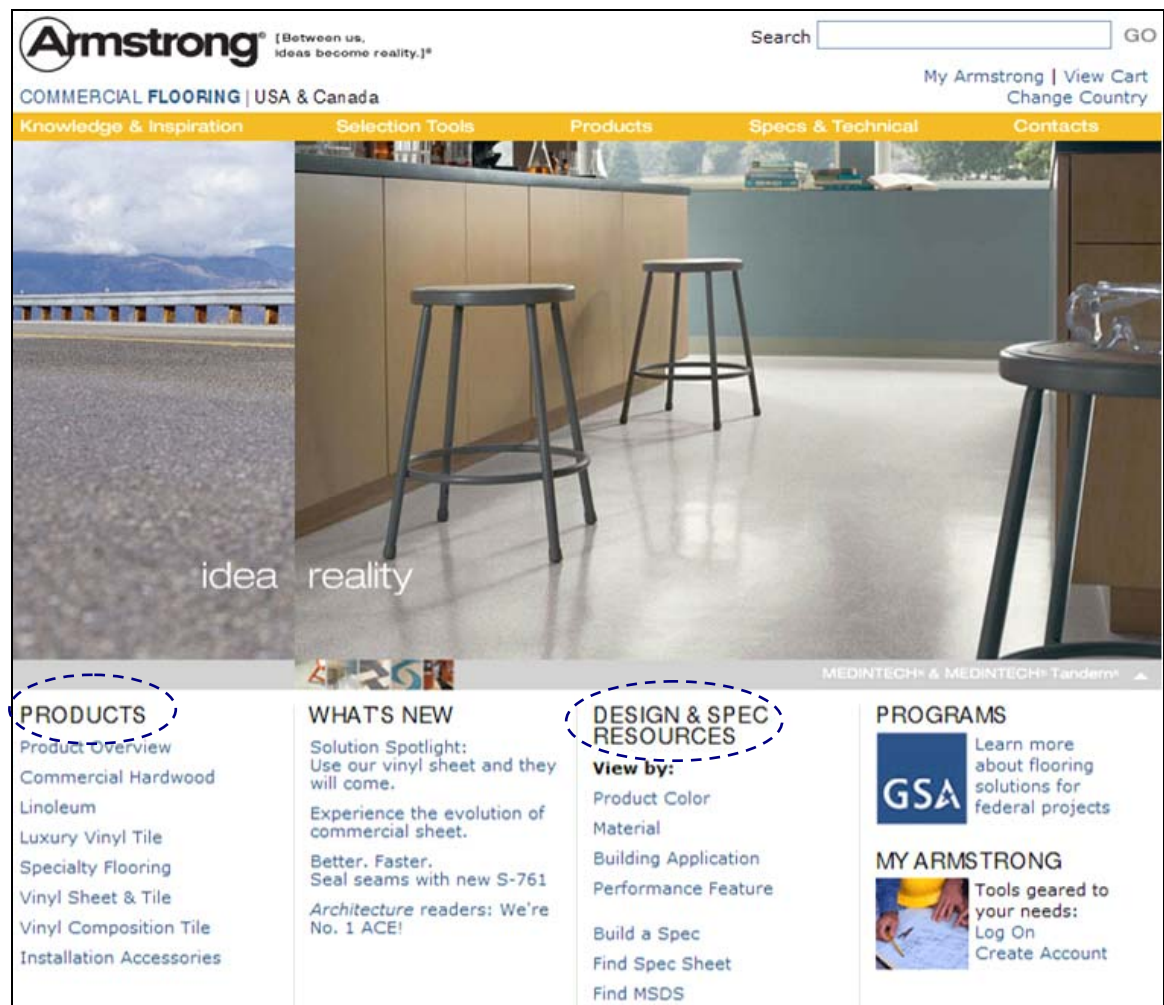 Armstrong®
[Between us,
ideas become reality.]®
Search
GO
My Armstrong | View Cart
Change Country
COMMERCIAL FLOORING | USA & Canada
Knowledge & Inspiration
Selection Tools
Products
Specs & Technical
Contacts
idea reality
MEDINTECH® & MEDINTECH® Tandem®
PRODUCTS
Product Overview
Commercial Hardwood
Linoleum
Luxury Vinyl Tile
Specialty Flooring
Vinyl Sheet & Tile
Vinyl Composition Tile
Installation Accessories
WHAT'S NEW
Solution Spotlight:
Use our vinyl sheet and they
will come.
Experience the evolution of
commercial sheet.
Better. Faster.
Seal seams with new S-761
Architecture readers: We're
No. 1 ACE!
DESIGN & SPEC
RESOURCES
View by:
Product Color
Material
Building Application
Performance Feature
Build a Spec
Find Spec Sheet
Find MSDS
PROGRAMS
GSA
Learn more
about flooring
solutions for
federal projects
MY ARMSTRONG
Tools geared to
your needs:
Log On
Create Account